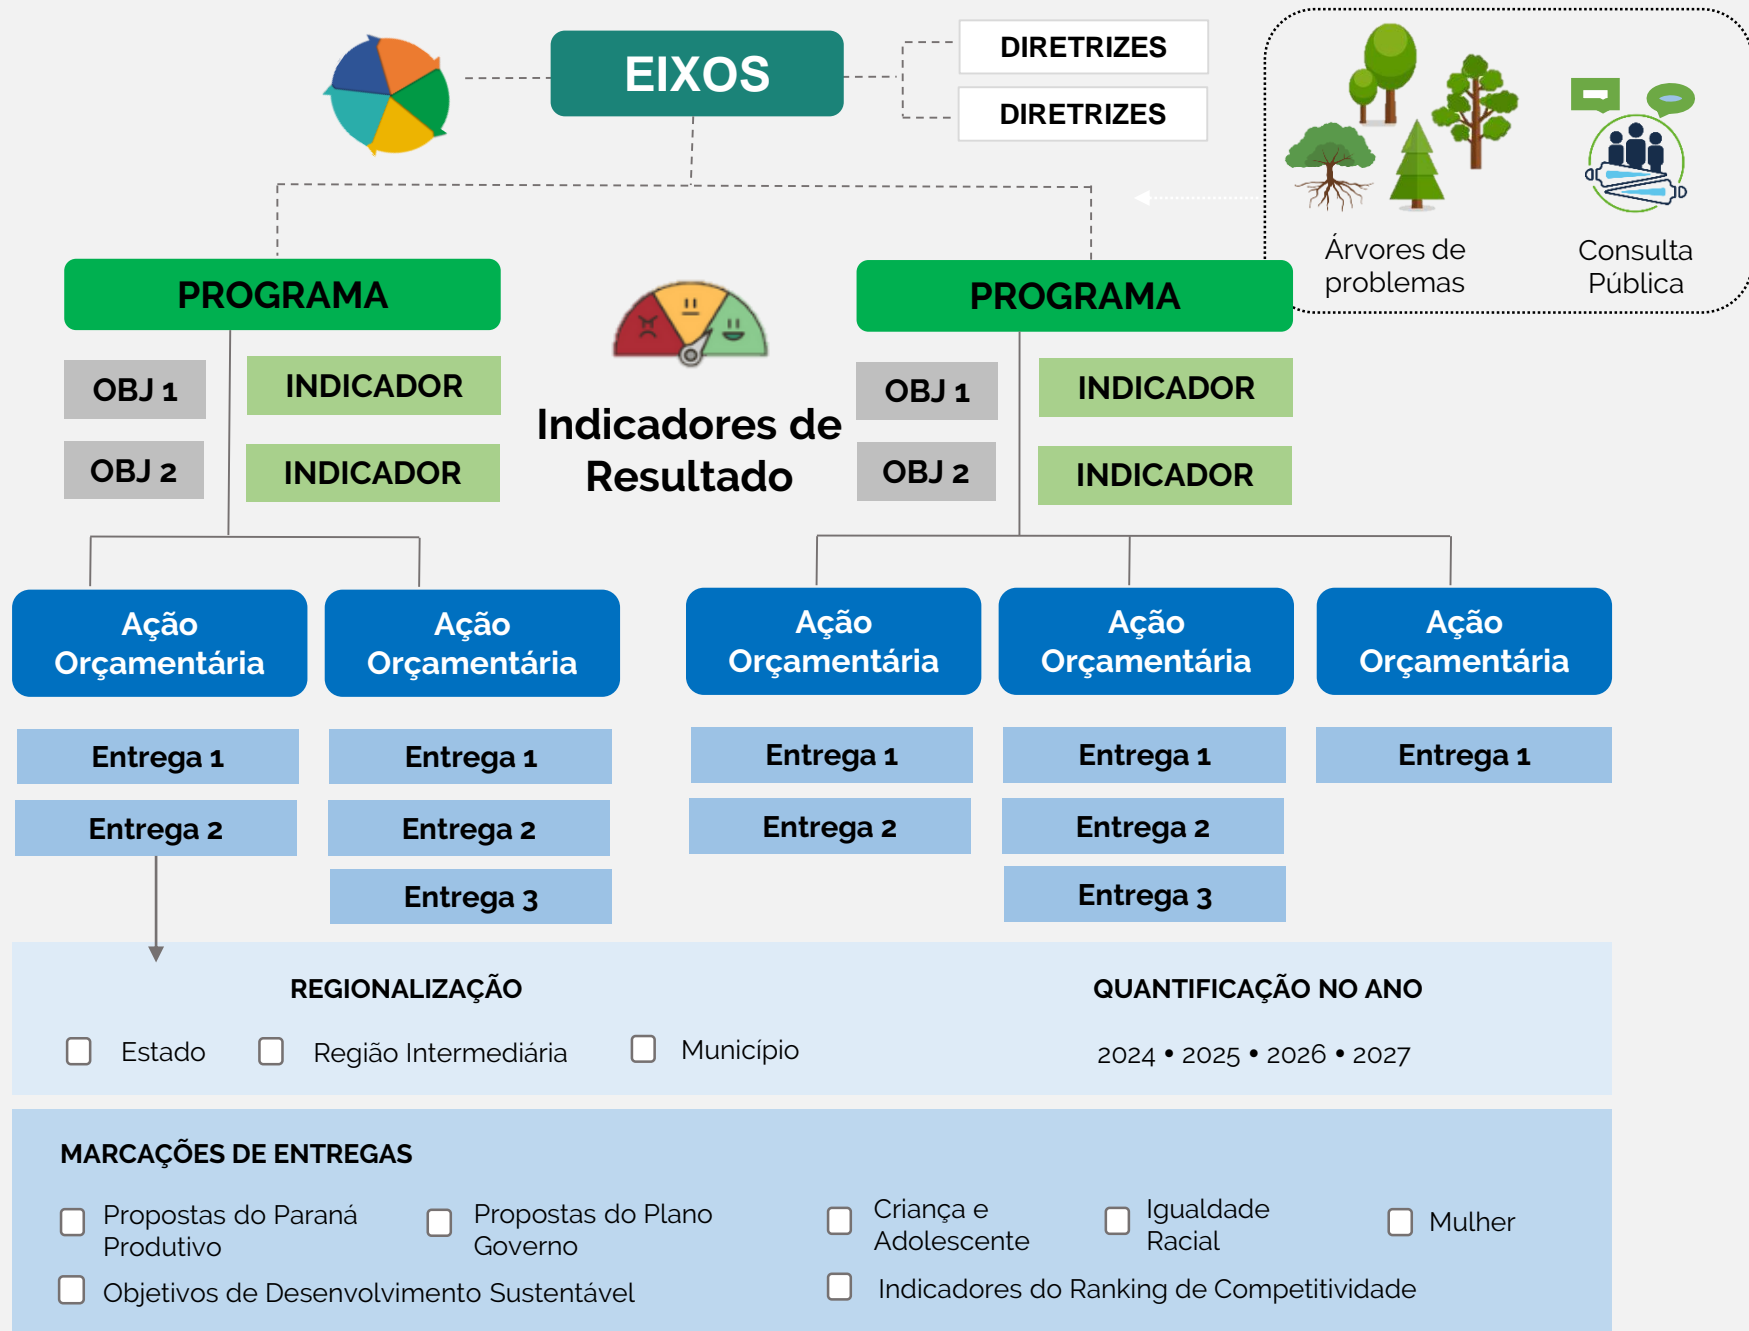 EIXOS
DIRETRIZES
DIRETRIZES
Árvores de
problemas
Consulta
Pública
PROGRAMA
OBJ 1
INDICADOR
OBJ 2
INDICADOR
Indicadores de
Resultado
PROGRAMA
OBJ 1
INDICADOR
OBJ 2
INDICADOR
Ação
Orçamentária
Ação
Orçamentária
Ação
Orçamentária
Ação
Orçamentária
Ação
Orçamentária
Entrega 1
Entrega 1
Entrega 1
Entrega 1
Entrega 1
Entrega 2
Entrega 2
Entrega 2
Entrega 2
Entrega 3
Entrega 3
REGIONALIZAÇÃO
Estado
Região Intermediária
Município
QUANTIFICAÇÃO NO ANO
2024 • 2025 • 2026 • 2027
MARCAÇÕES DE ENTREGAS
Propostas do Paraná
Produtivo
Propostas do Plano
Governo
Criança e
Adolescente
Igualdade
Racial
Mulher
Objetivos de Desenvolvimento Sustentável
Indicadores do Ranking de Competitividade